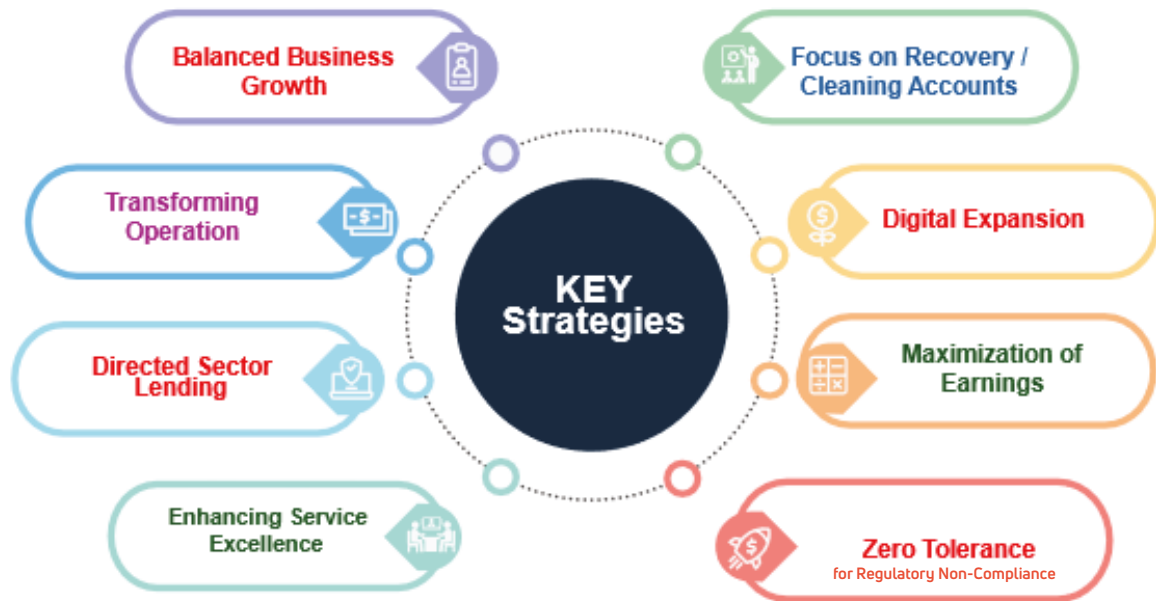 Balanced Business
Growth
Focus on Recovery /
Cleaning Accounts
Transforming
Operation
Digital Expansion
KEY
Strategies
Directed Sector
Lending
Maximization of
Earnings
Enhancing Service
Excellence
Zero Tolerance
for Regulatory Non-Compliance